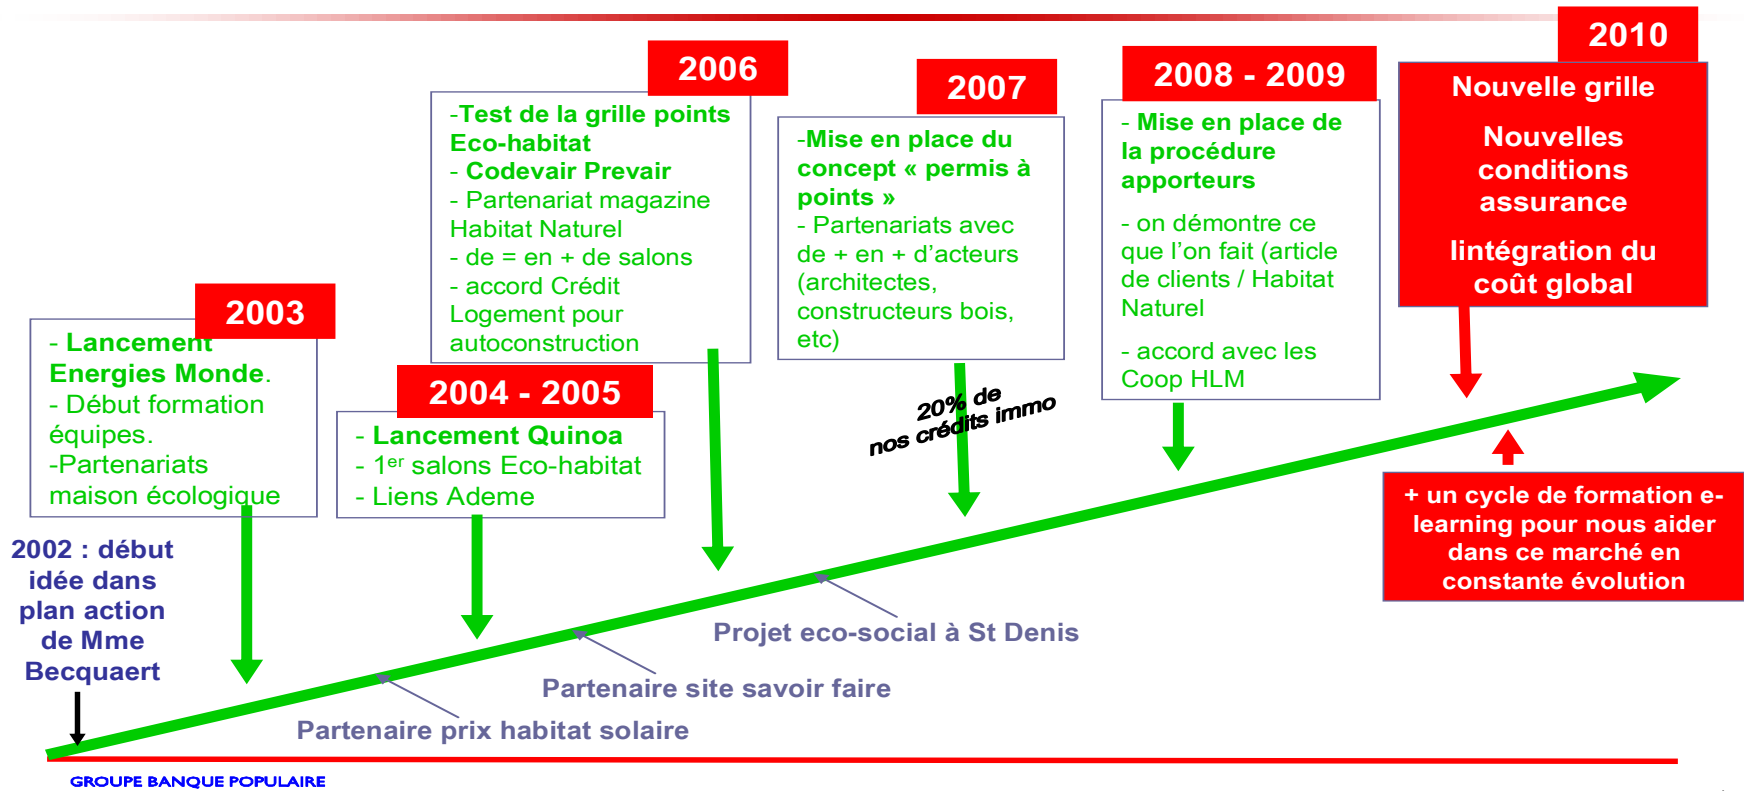 2002 : début
idée dans
plan action
de Mme
Becquaert
2003
- Lancement
Energies Monde.
- Début formation
équipes.
-Partenariats
maison écologique
2004 - 2005
- Lancement Quinoa
- 1er salons Eco-habitat
- Liens Ademe
2006
-Test de la grille points
Eco-habitat
- Codevair Prevair
- Partenariat magazine
Habitat Naturel
- de = en + de salons
- accord Crédit
Logement pour
autoconstruction
2007
-Mise en place du
concept « permis à
points »
- Partenariats avec
de + en + d’acteurs
(architectes,
constructeurs bois,
etc)
20% de
nos crédits immo
2008 - 2009
- Mise en place de
la procédure
apporteurs
- on démontre ce
que l’on fait (article
de clients / Habitat
Naturel
- accord avec les
Coop HLM
2010
Nouvelle grille
Nouvelles
conditions
assurance
Iintégration du
coût global
+ un cycle de formation e-
learning pour nous aider
dans ce marché en
constante évolution
Projet eco-social à St Denis
Partenaire site savoir faire
Partenaire prix habitat solaire
GROUPE BANQUE POPULAIRE